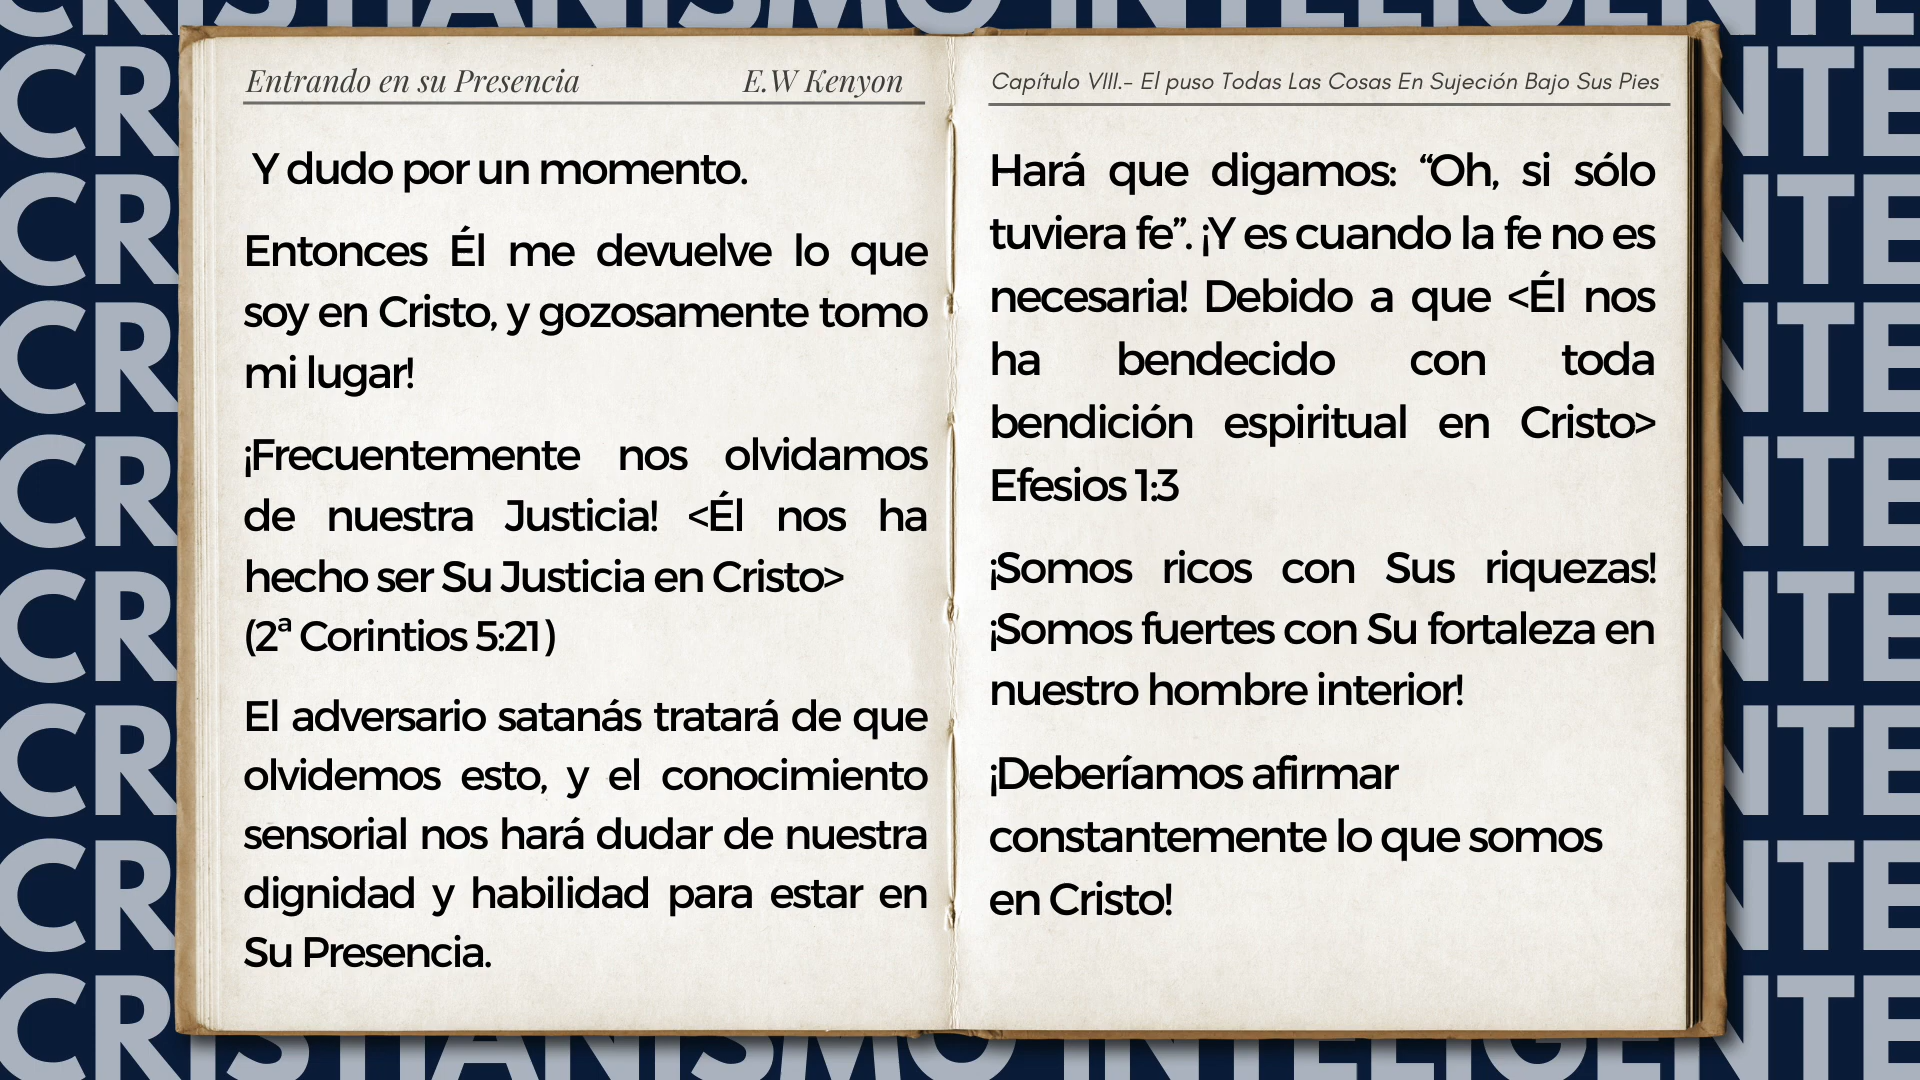 CRISTIANISMO INTELIGENTE
Entrando en su Presencia E.W Kenyon
Y dudo por un momento.
Entonces Él me devuelve lo que
soy en Cristo, y gozosamente tomo
mi lugar!
¡Frecuentemente nos olvidamos
de nuestra Justicia! <Él nos ha
hecho ser Su Justicia en Cristo>
(2ª Corintios 5:21)
El adversario satanás tratará de que
olvidemos esto, y el conocimiento
sensorial nos hará dudar de nuestra
dignidad y habilidad para estar en
Su Presencia.
Capítulo VIII.- El puso Todas Las Cosas En Sujeción Bajo Sus Pies
Hará que digamos: “Oh, si sólo
tuviera fe”. ¡Y es cuando la fe no es
necesaria! Debido a que <Él nos
ha bendecido con toda
bendición espiritual en Cristo>
Efesios 1:3
¡Somos ricos con Sus riquezas!
¡Somos fuertes con Su fortaleza en
nuestro hombre interior!
¡Deberíamos afirmar
constantemente lo que somos
en Cristo!
CRISTIANISMO INTELIGENTE